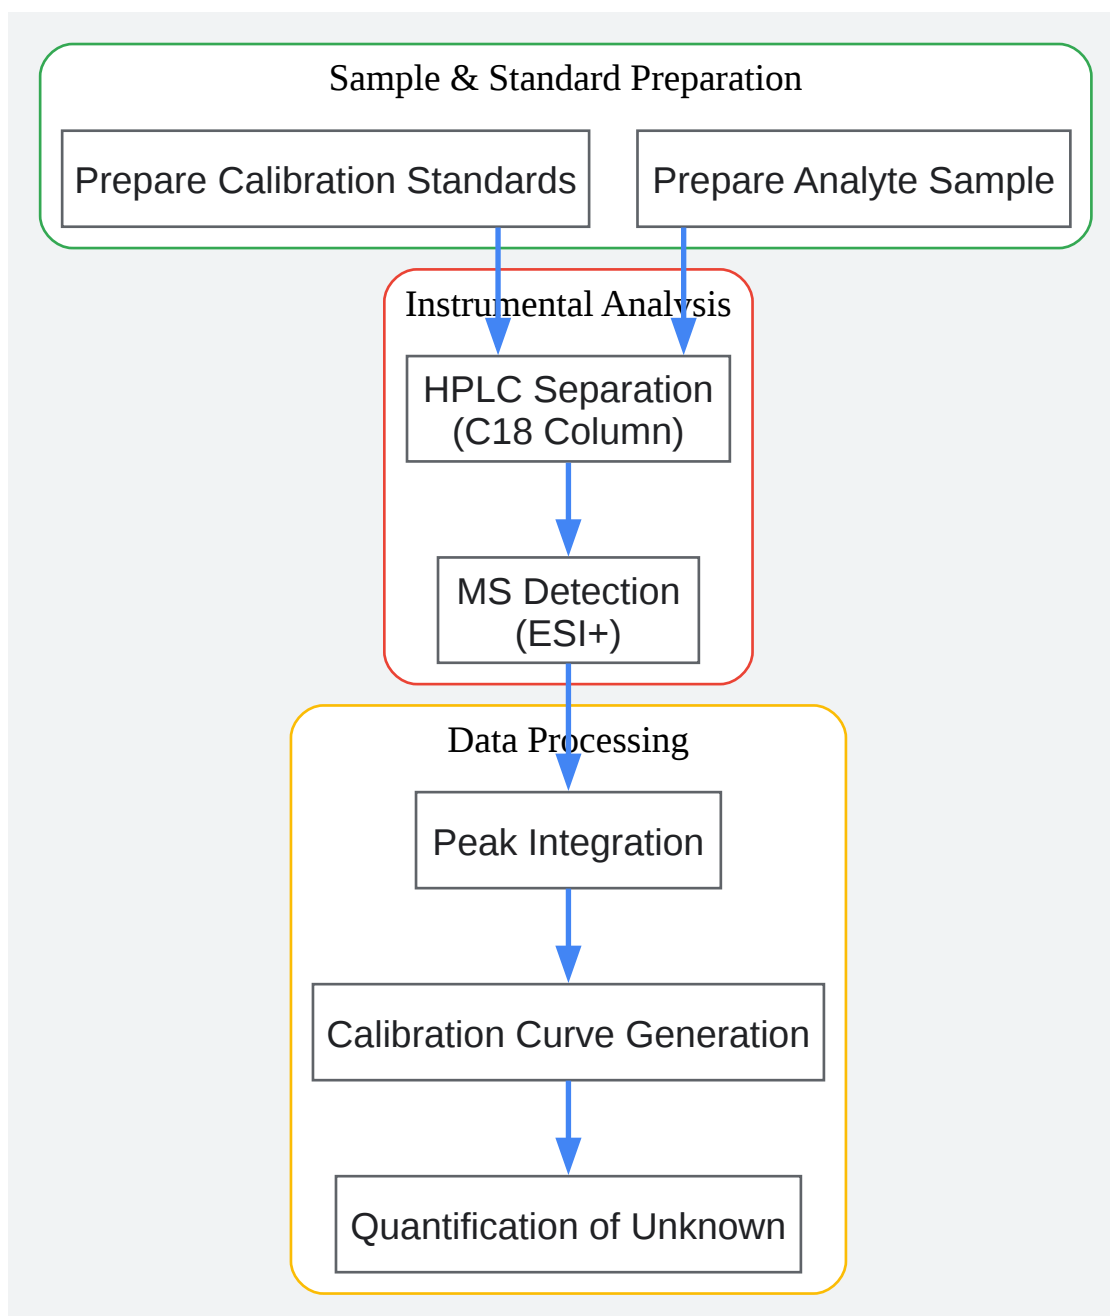 Sample & Standard Preparation
Prepare Calibration Standards
Prepare Analyte Sample
Instrumental Analysis
HPLC Separation
(C18 Column)
MS Detection
(ESI+)
Data Processing
Peak Integration
Calibration Curve Generation
Quantification of Unknown